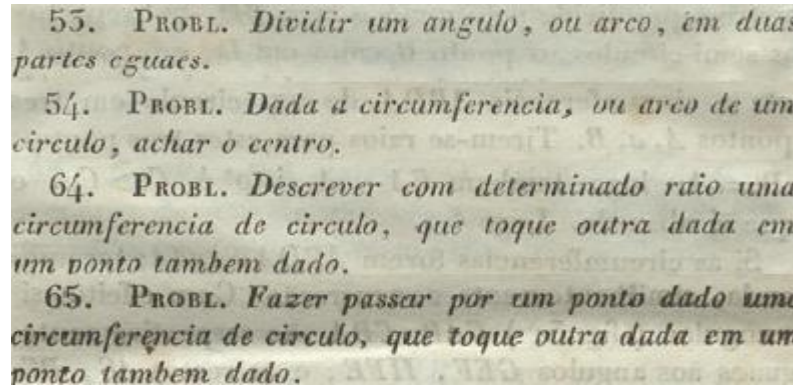 53. PROBL. Dividir um angulo, ou arco, em duas
partes eguaes.
54. PROBL. Dada a circumferencia, ou arco de um
circulo, achar o centro.
64. PROBL. Descrever com determinado raio uma
circumferencia de circulo, que toque outra dada em
um ponto tambem dado.
65. PROBL. Fazer passar por um ponto dado uma
circumferencia de circulo, que toque outra dada em um
ponto tambem dado.